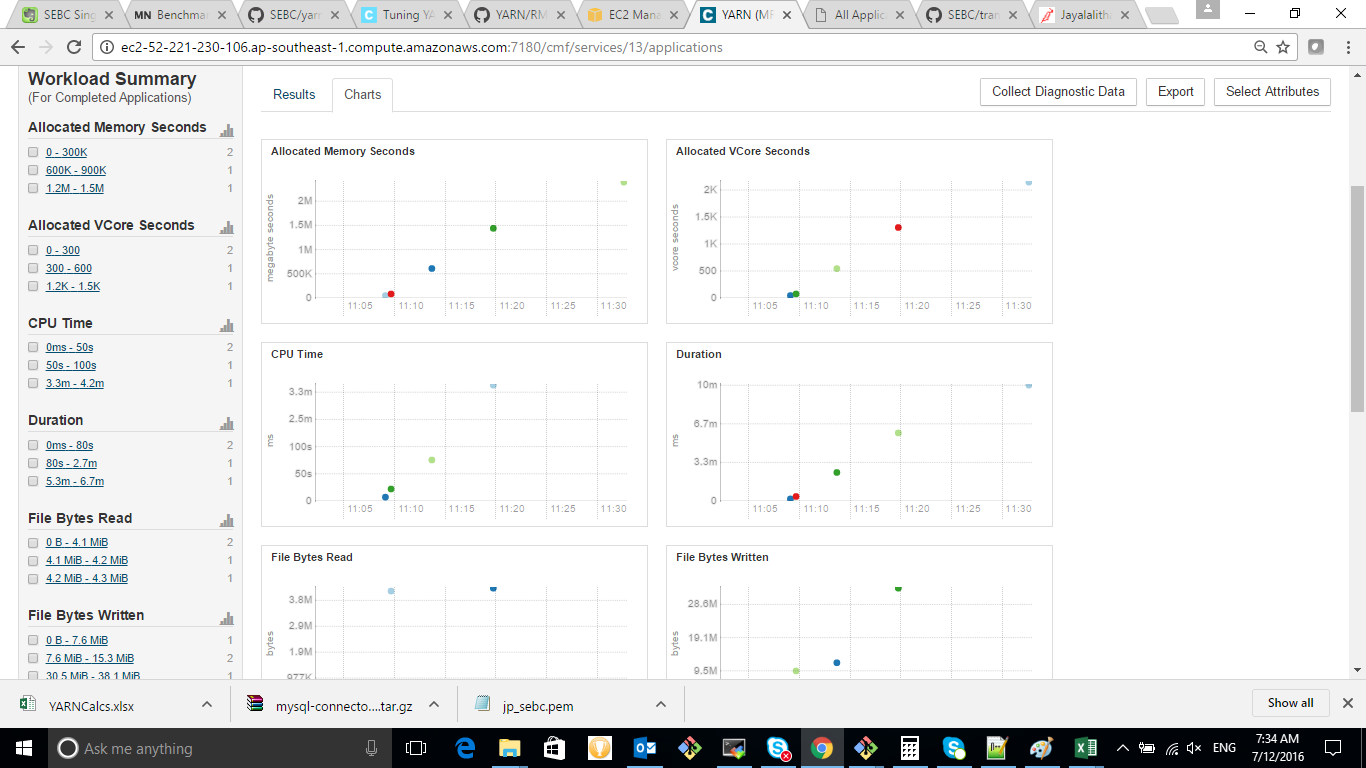 SEBC Sing
Benchmar
SEBC/yarn
Tuning YA
YARN/RM
EC2 Mana
YARN (MR
All Applic
SEBC/tran
Jayalalitha
ec2-52-221-230-106.ap-southeast-1.compute.amazonaws.com:7180/cmf/services/13/applications
Workload Summary
(For Completed Applications)
Allocated Memory Seconds
0 - 300K 2
600K - 900K 1
1.2M - 1.5M 1
Allocated VCore Seconds
0 - 300 2
300 - 600 1
1.2K - 1.5K 1
CPU Time
0ms - 50s 2
50s - 100s 1
3.3m - 4.2m 1
Duration
0ms - 80s 2
80s - 2.7m 1
5.3m - 6.7m 1
File Bytes Read
0 B - 4.1 MiB 2
4.1 MiB - 4.2 MiB 1
4.2 MiB - 4.3 MiB 1
File Bytes Written
0 B - 7.6 MiB 1
7.6 MiB - 15.3 MiB 2
30.5 MiB - 38.1 MiB 1
Results
Charts
Collect Diagnostic Data
Export
Select Attributes
Allocated Memory Seconds
megabyte seconds
2M
1.5M
1M
500K
0
11:05 11:10 11:15 11:20 11:25 11:30
Allocated VCore Seconds
vcore seconds
2K
1.5K
1K
500
0
11:05 11:10 11:15 11:20 11:25 11:30
CPU Time
ms
3.3m
2.5m
100s
50s
0
11:05 11:10 11:15 11:20 11:25 11:30
Duration
ms
10m
6.7m
3.3m
0
11:05 11:10 11:15 11:20 11:25 11:30
File Bytes Read
bytes
3.8M
2.9M
1.9M
977K
File Bytes Written
bytes
28.6M
19.1M
9.5M
YARNCalcs.xlsx
mysql-connecto....tar.gz
jp_sebc.pem
Show all
Ask me anything
ENG
7:34 AM
7/12/2016